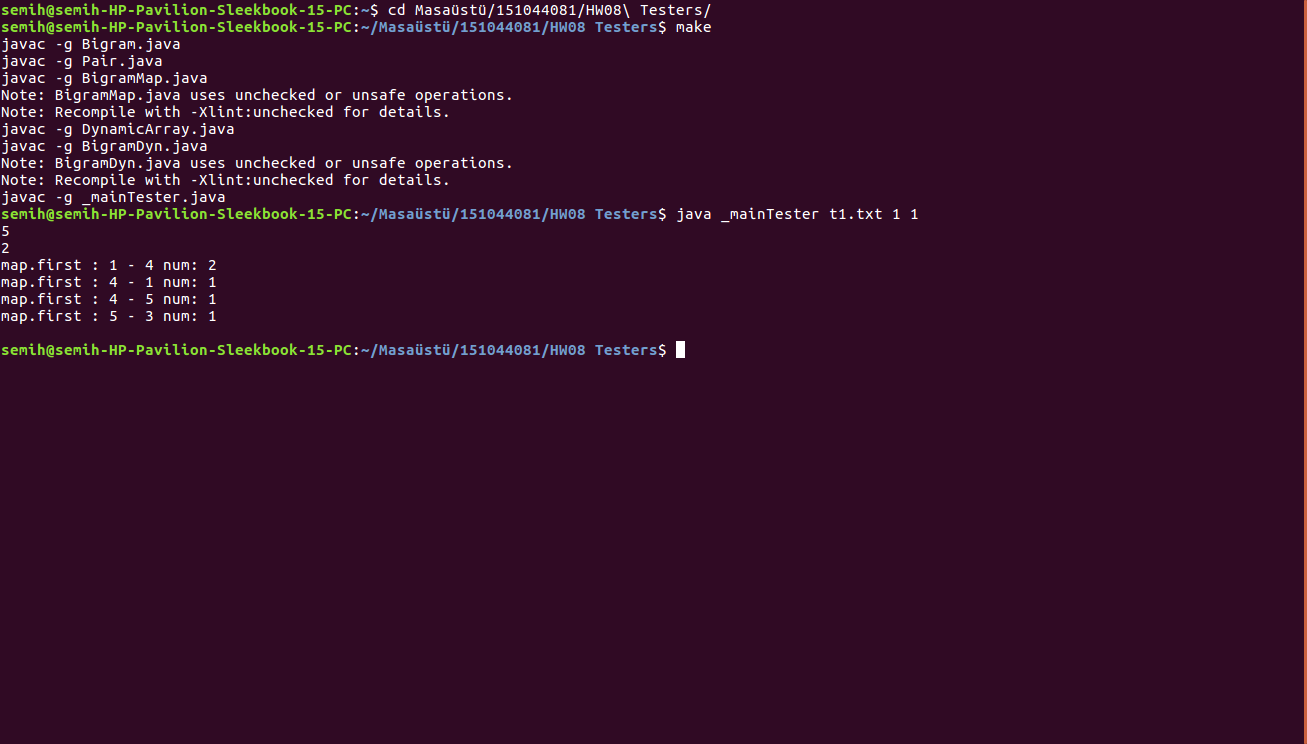 semih@semih-HP-Pavilion-Sleekbook-15-PC:~$ cd Masaüstü/151044081/HW08\ Testers/
semih@semih-HP-Pavilion-Sleekbook-15-PC:~/Masaüstü/151044081/HW08 Testers$ make
javac -g Bigram.java
javac -g Pair.java
javac -g BigramMap.java
Note: BigramMap.java uses unchecked or unsafe operations.
Note: Recompile with -Xlint:unchecked for details.
javac -g DynamicArray.java
javac -g BigramDyn.java
Note: BigramDyn.java uses unchecked or unsafe operations.
Note: Recompile with -Xlint:unchecked for details.
javac -g _mainTester.java
semih@semih-HP-Pavilion-Sleekbook-15-PC:~/Masaüstü/151044081/HW08 Testers$ java _mainTester t1.txt 1 1
5
2
map.first : 1 - 4 num: 2
map.first : 4 - 1 num: 1
map.first : 4 - 5 num: 1
map.first : 5 - 3 num: 1
semih@semih-HP-Pavilion-Sleekbook-15-PC:~/Masaüstü/151044081/HW08 Testers$